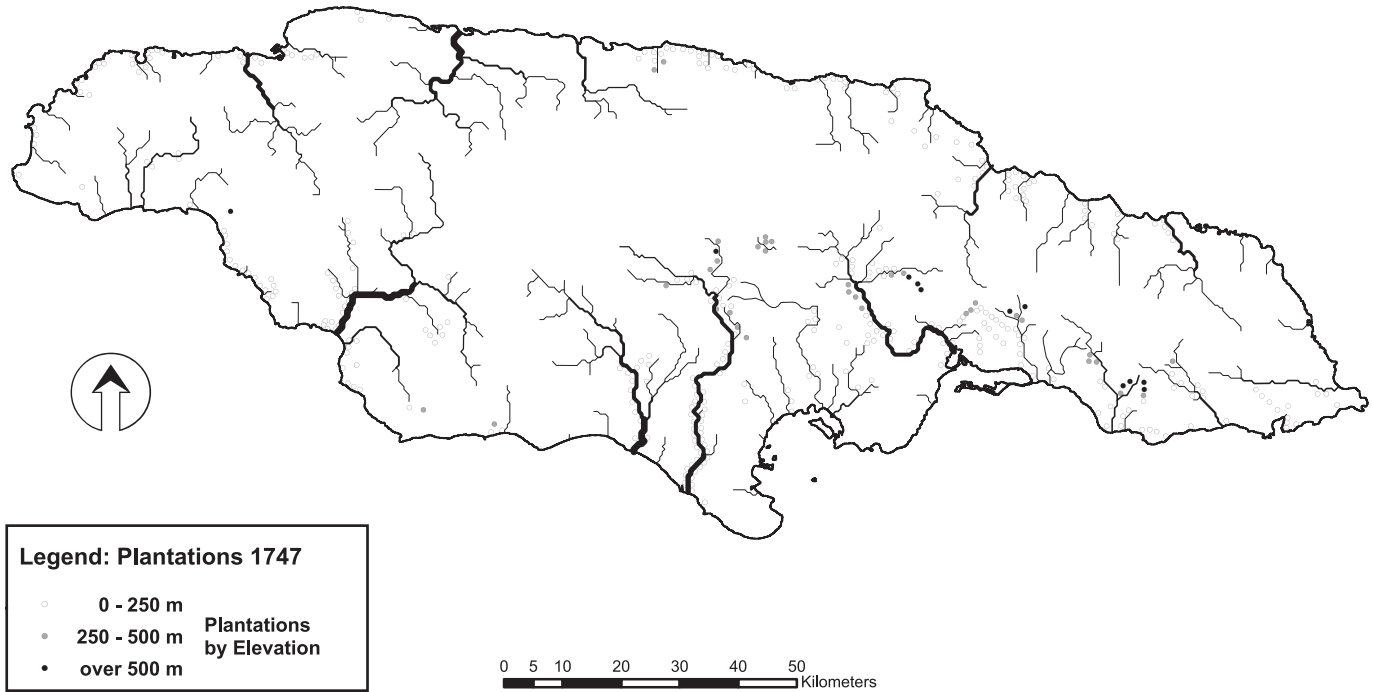 Legend: Plantations 1747
0 - 250 m
250 - 500 m
over 500 m
Plantations
by Elevation
0 5 10 20 30 40 50
Kilometers